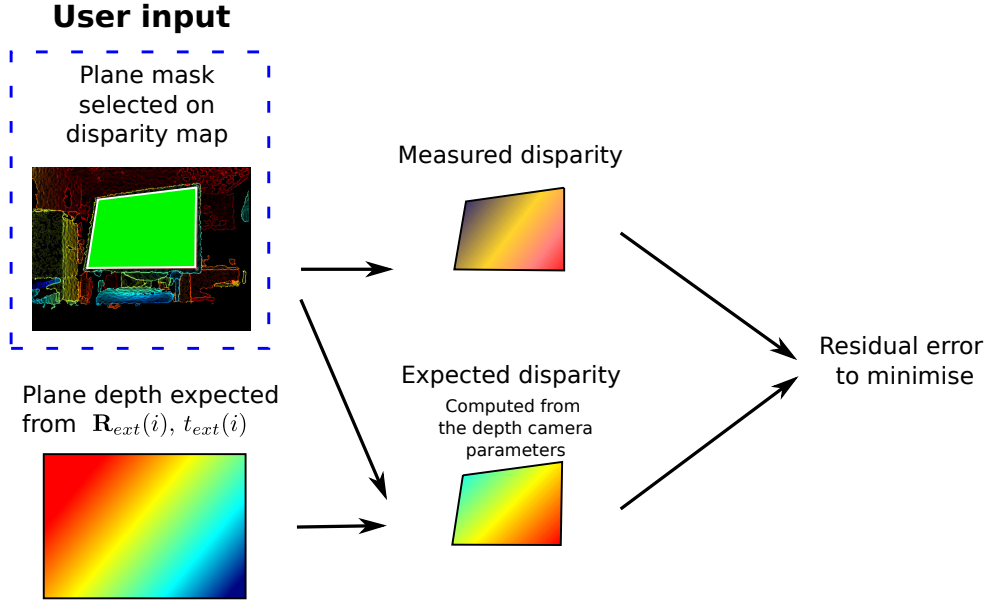 User input
Plane mask
selected on
disparity map
Measured disparity
Plane depth expected
from R_ext(i), t_ext(i)
Expected disparity
Computed from
the depth camera
parameters
Residual error
to minimise